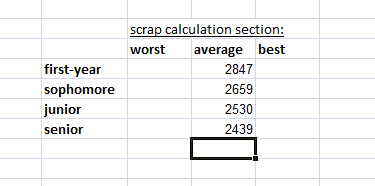 scrap calculation section:
worst average best
first-year 2847
sophomore 2659
junior 2530
senior 2439